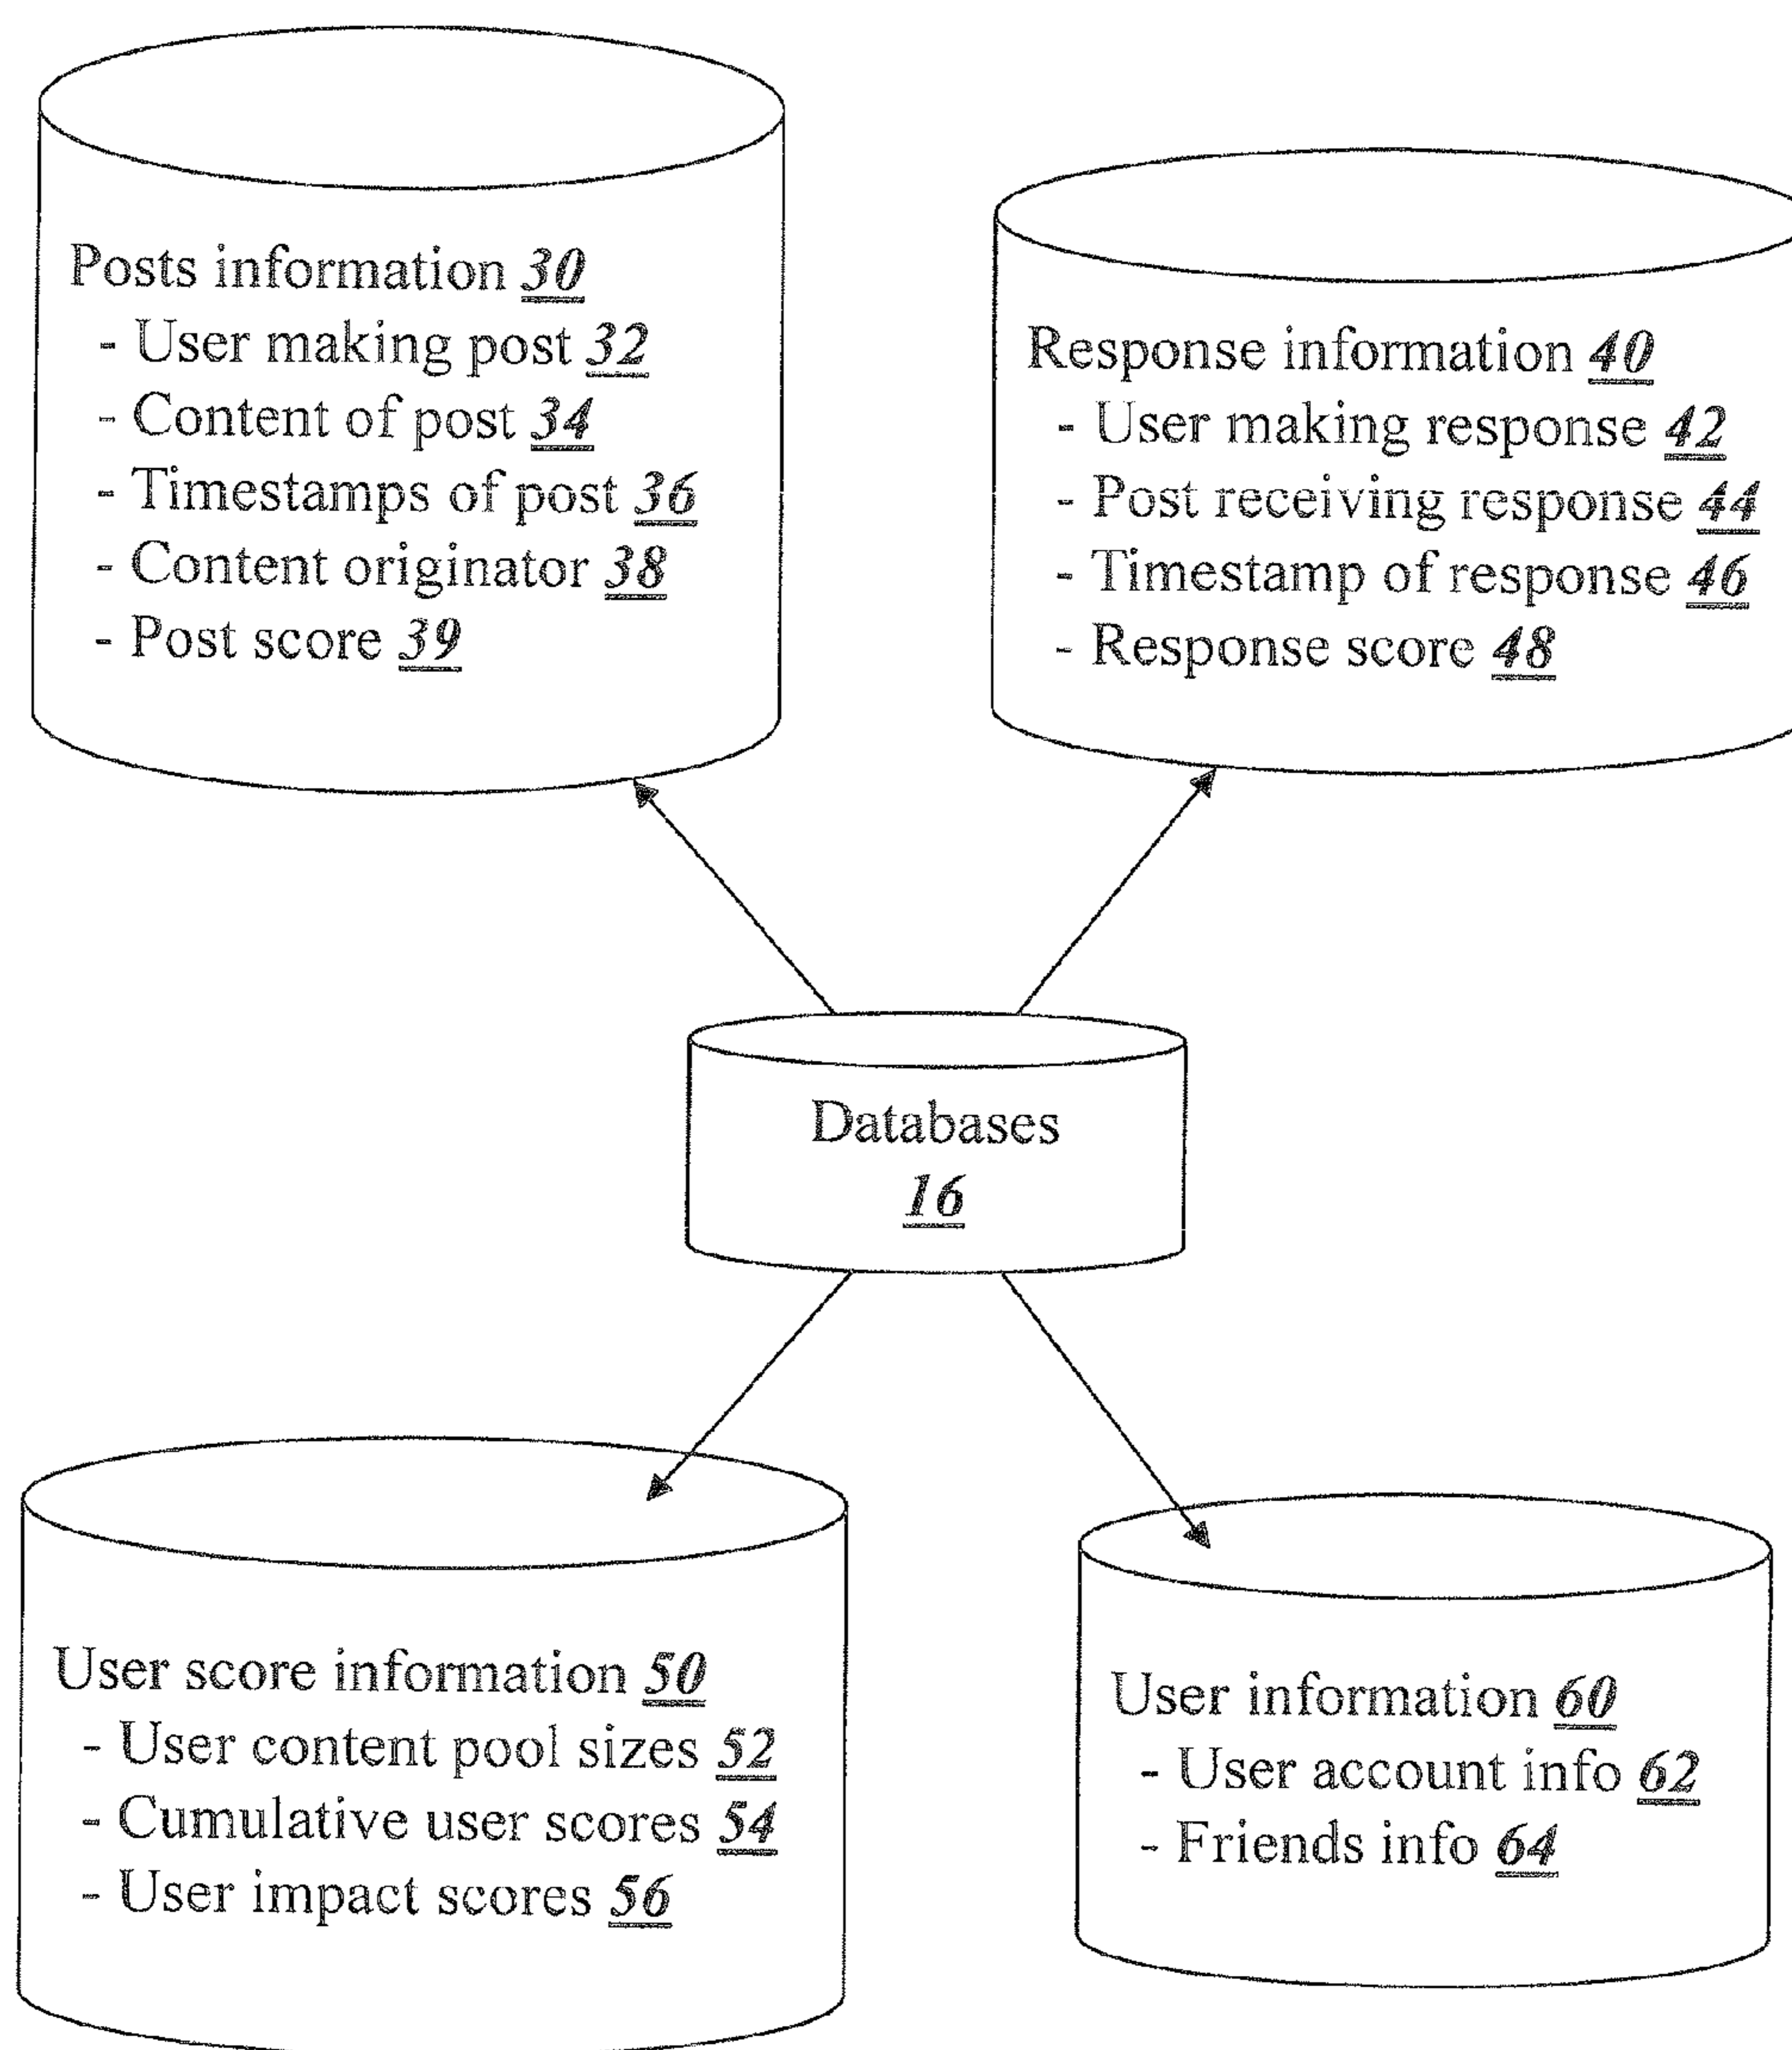 Posts information 30
- User making post 32
- Content of post 34
- Timestamps of post 36
- Content originator 38
- Post score 39
Response information 40
- User making response 42
- Post receiving response 44
- Timestamp of response 46
- Response score 48
Databases
16
User score information 50
- User content pool sizes 52
- Cumulative user scores 54
- User impact scores 56
User information 60
- User account info 62
- Friends info 64